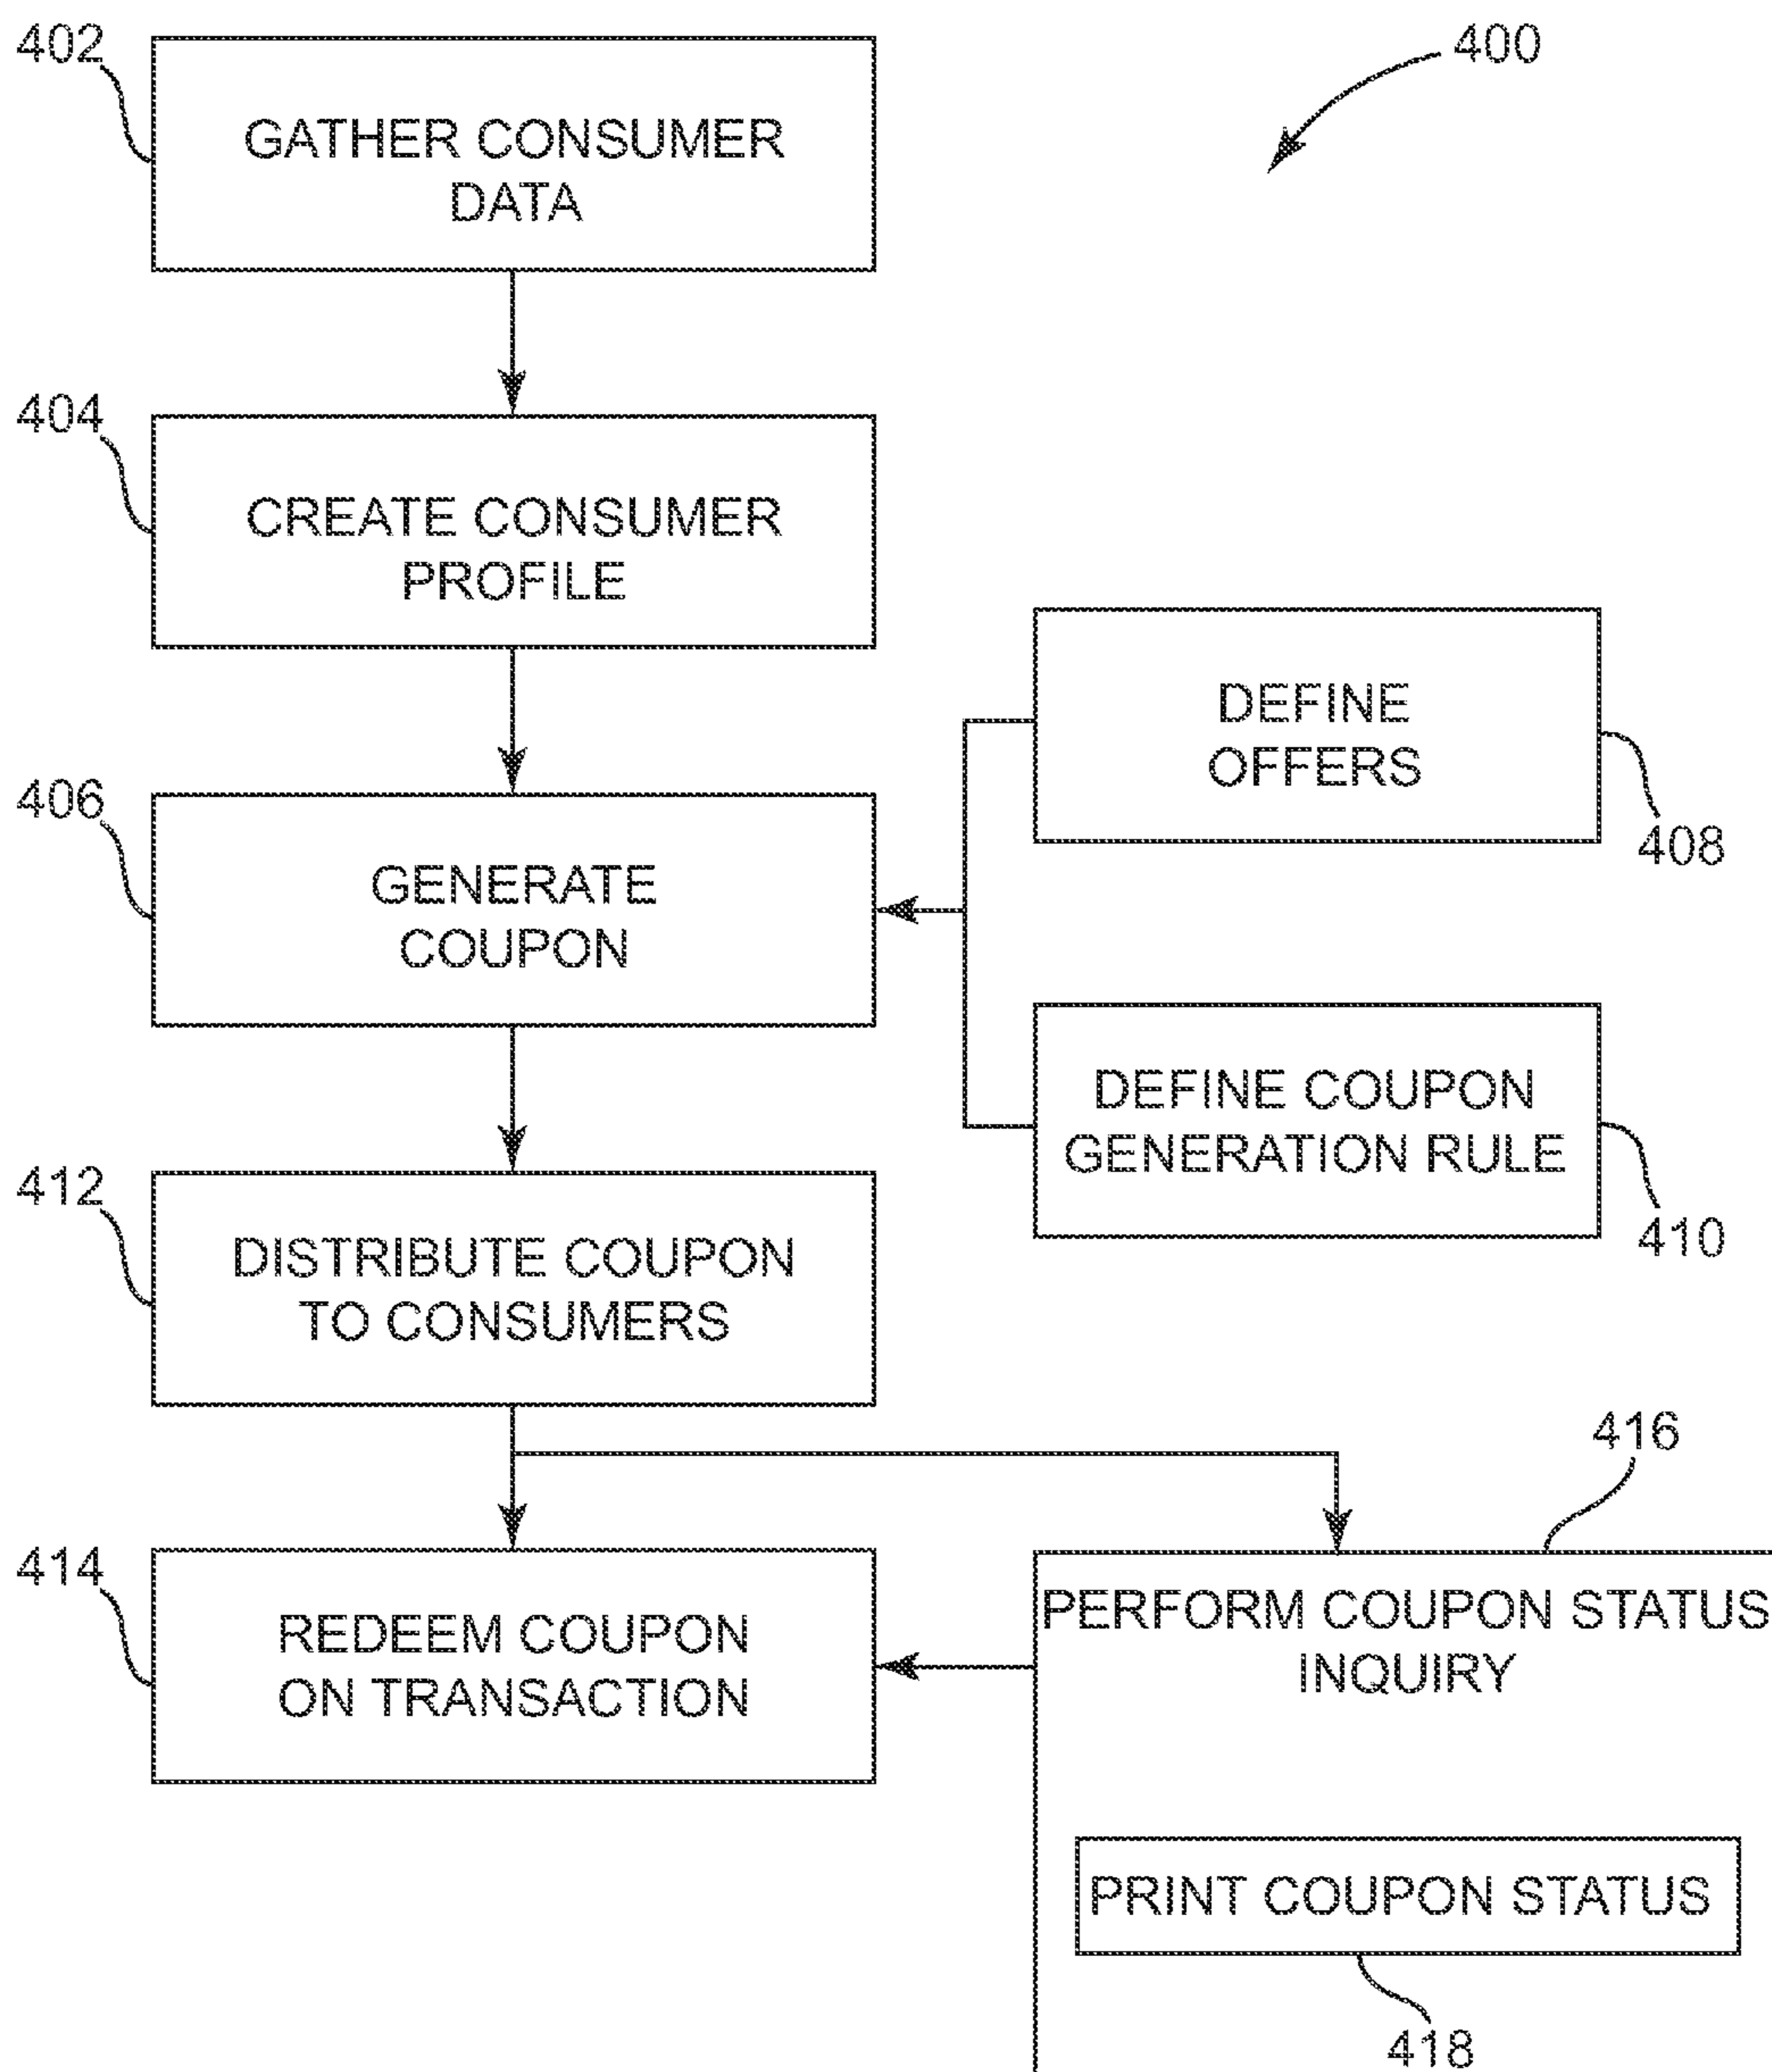 402
GATHER CONSUMER
DATA
400
404
CREATE CONSUMER
PROFILE
406
GENERATE
COUPON
DEFINE
OFFERS
408
DEFINE COUPON
GENERATION RULE
410
412
DISTRIBUTE COUPON
TO CONSUMERS
414
REDEEM COUPON
ON TRANSACTION
416
PERFORM COUPON STATUS
INQUIRY
PRINT COUPON STATUS
418